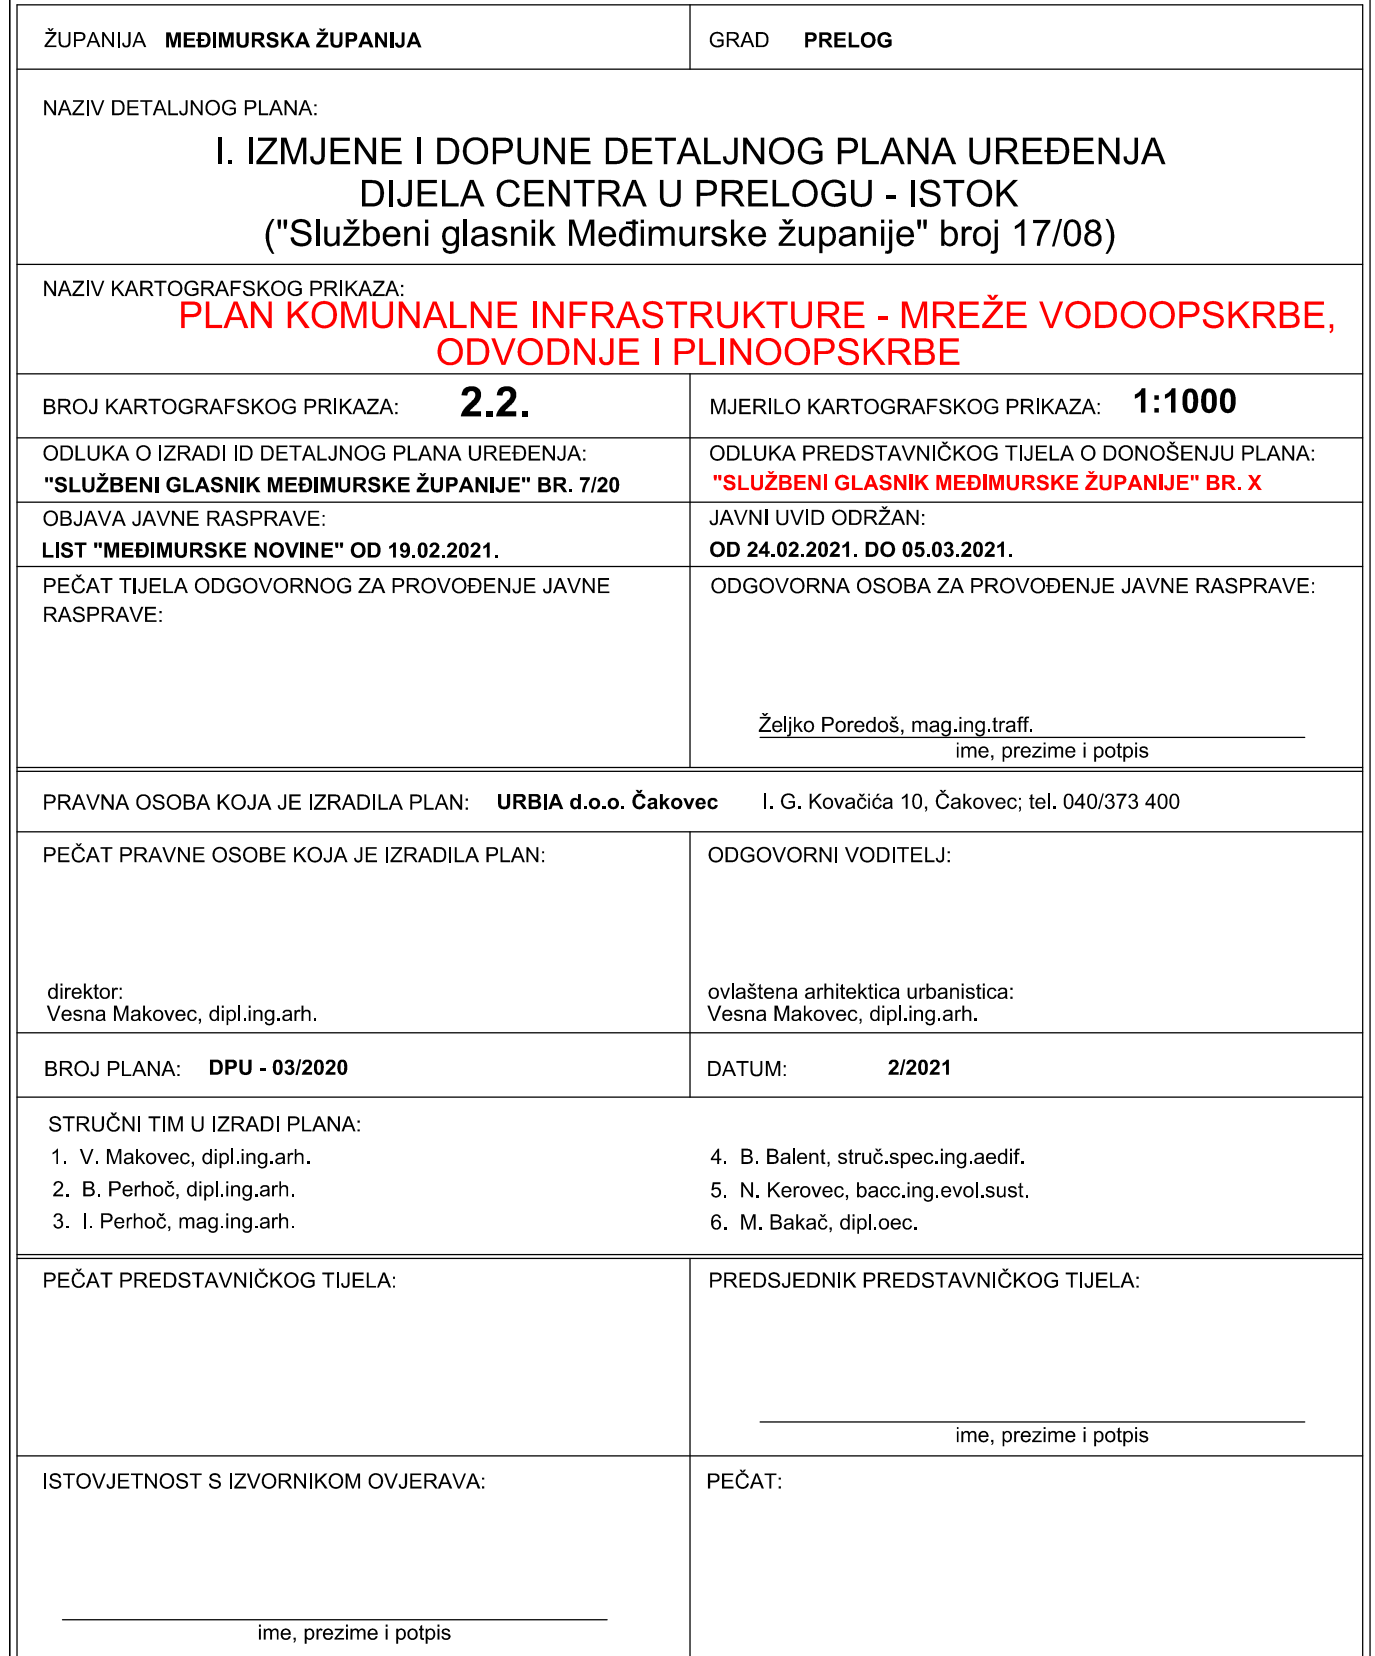 ŽUPANIJA MEĐIMURSKA ŽUPANIJA
GRAD PRELOG
NAZIV DETALJNOG PLANA:
I. IZMJENE I DOPUNE DETALJNOG PLANA UREĐENJA
DIJELA CENTRA U PRELOGU - ISTOK
("Službeni glasnik Međimurske županije" broj 17/08)
NAZIV KARTOGRAFSKOG PRIKAZA:
PLAN KOMUNALNE INFRASTRUKTURE - MREŽE VODOOPSKRBE,
ODVODNJE I PLINOOPSKRBE
BROJ KARTOGRAFSKOG PRIKAZA: 2.2.
MJERILO KARTOGRAFSKOG PRIKAZA: 1:1000
ODLUKA O IZRADI ID DETALJNOG PLANA UREĐENJA:
"SLUŽBENI GLASNIK MEĐIMURSKE ŽUPANIJE" BR. 7/20
ODLUKA PREDSTAVNIČKOG TIJELA O DONOŠENJU PLANA:
"SLUŽBENI GLASNIK MEĐIMURSKE ŽUPANIJE" BR. X
OBJAVA JAVNE RASPRAVE:
LIST "MEĐIMURSKE NOVINE" OD 19.02.2021.
JAVNI UVID ODRŽAN:
OD 24.02.2021. DO 05.03.2021.
PEČAT TIJELA ODGOVORNOG ZA PROVOĐENJE JAVNE
RASPRAVE:
ODGOVORNA OSOBA ZA PROVOĐENJE JAVNE RASPRAVE:
Željko Poredoš, mag.ing.traff.
ime, prezime i potpis
PRAVNA OSOBA KOJA JE IZRADILA PLAN: URBIA d.o.o. Čakovec I. G. Kovačića 10, Čakovec; tel. 040/373 400
PEČAT PRAVNE OSOBE KOJA JE IZRADILA PLAN:
direktor:
Vesna Makovec, dipl.ing.arh.
ODGOVORNI VODITELJ:
ovlaštena arhitektica urbanistica:
Vesna Makovec, dipl.ing.arh.
BROJ PLANA: DPU - 03/2020
DATUM: 2/2021
STRUČNI TIM U IZRADI PLANA:
1. V. Makovec, dipl.ing.arh.
2. B. Perhoč, dipl.ing.arh.
3. I. Perhoč, mag.ing.arh.
4. B. Balent, struč.spec.ing.aedif.
5. N. Kerovec, bacc.ing.evol.sust.
6. M. Bakač, dipl.oec.
PEČAT PREDSTAVNIČKOG TIJELA:
PREDSJEDNIK PREDSTAVNIČKOG TIJELA:
ime, prezime i potpis
ISTOVJETNOST S IZVORNIKOM OVJERAVA:
ime, prezime i potpis
PEČAT: